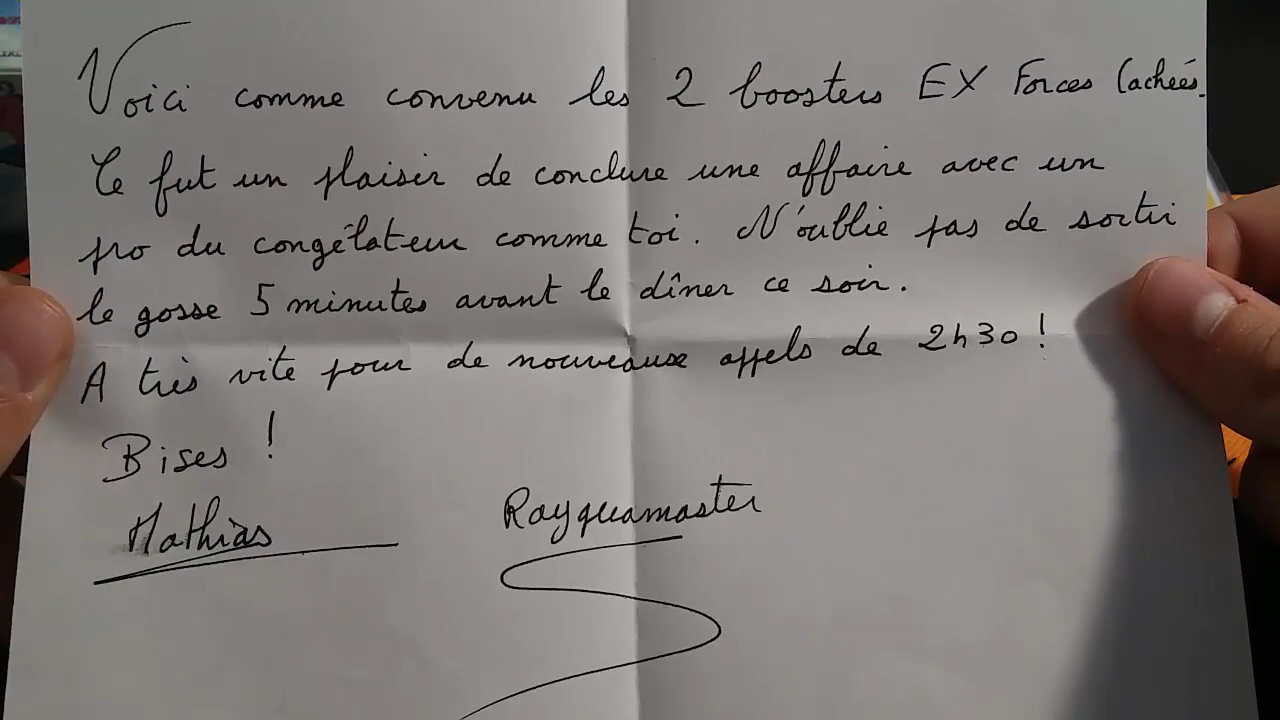 Voici comme convenu les 2 boosters EX Forces Cachées.
Ce fut un plaisir de conclure une affaire avec un
pro du congélateur comme toi. N'oublie pas de sortir
le gosse 5 minutes avant le dîner ce soir.
A très vite pour de nouveaux appels de 2h30 !
Bises !
Mathias
Rayquamaster